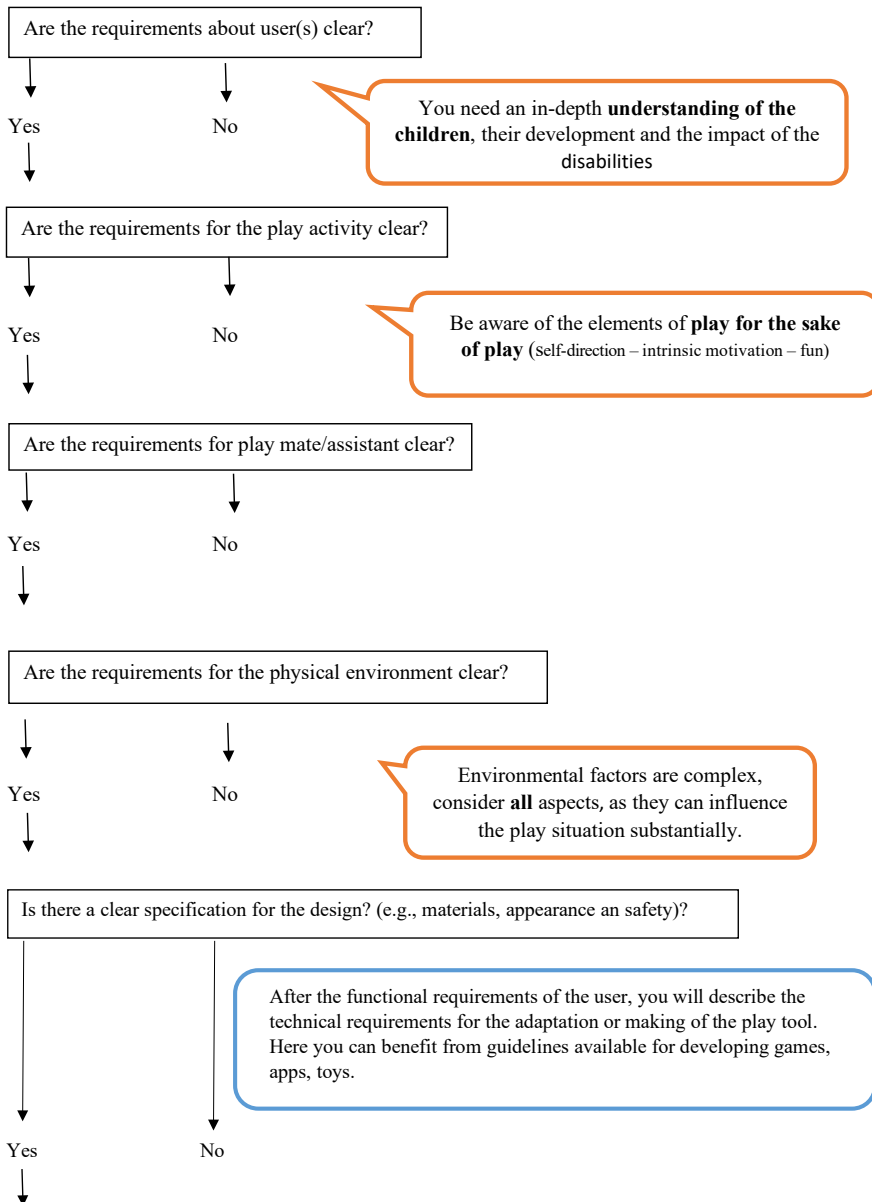 Are the requirements about user(s) clear?
You need an in-depth understanding of the
children, their development and the impact of the
disabilities
Yes
No
Are the requirements for the play activity clear?
Be aware of the elements of play for the sake
of play (self-direction – intrinsic motivation – fun)
Yes
No
Are the requirements for play mate/assistant clear?
Yes
No
Are the requirements for the physical environment clear?
Environmental factors are complex,
consider all aspects, as they can influence
the play situation substantially.
Yes
No
Is there a clear specification for the design? (e.g., materials, appearance an safety)?
After the functional requirements of the user, you will describe the
technical requirements for the adaptation or making of the play tool.
Here you can benefit from guidelines available for developing games,
apps, toys.
Yes
No